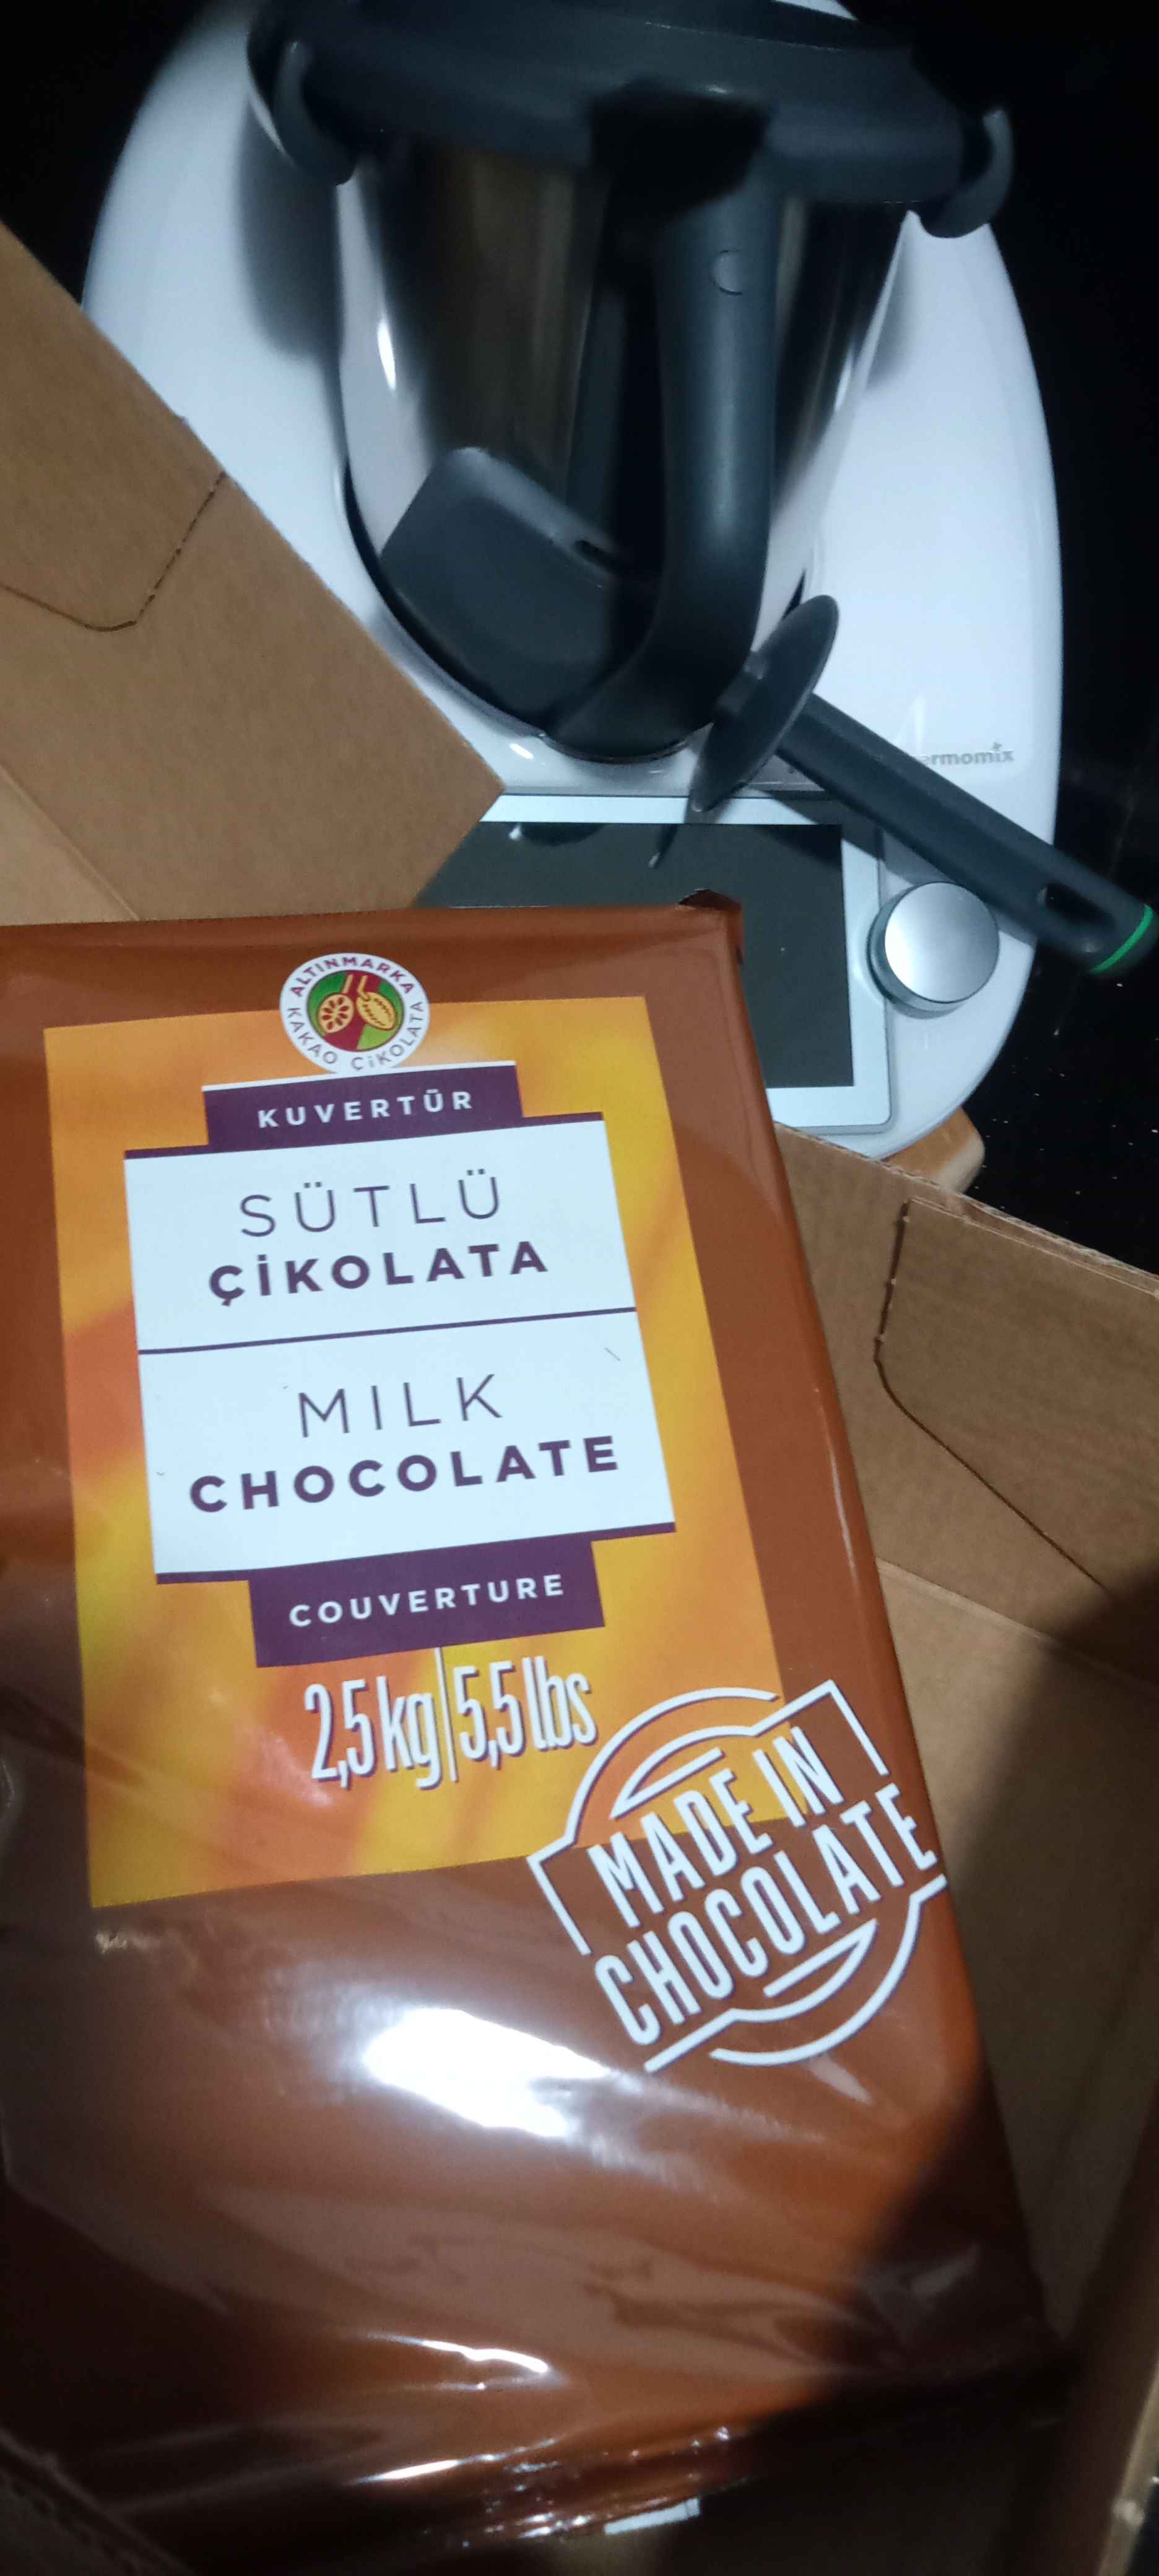 ermomix
ALTINMARKA
KAKAO ÇİKOLATA
KUVERTÜR
SÜTLÜ
ÇİKOLATA
MILK
CHOCOLATE
COUVERTURE
2,5 kg|5,5 lbs
MADE IN
CHOCOLATE